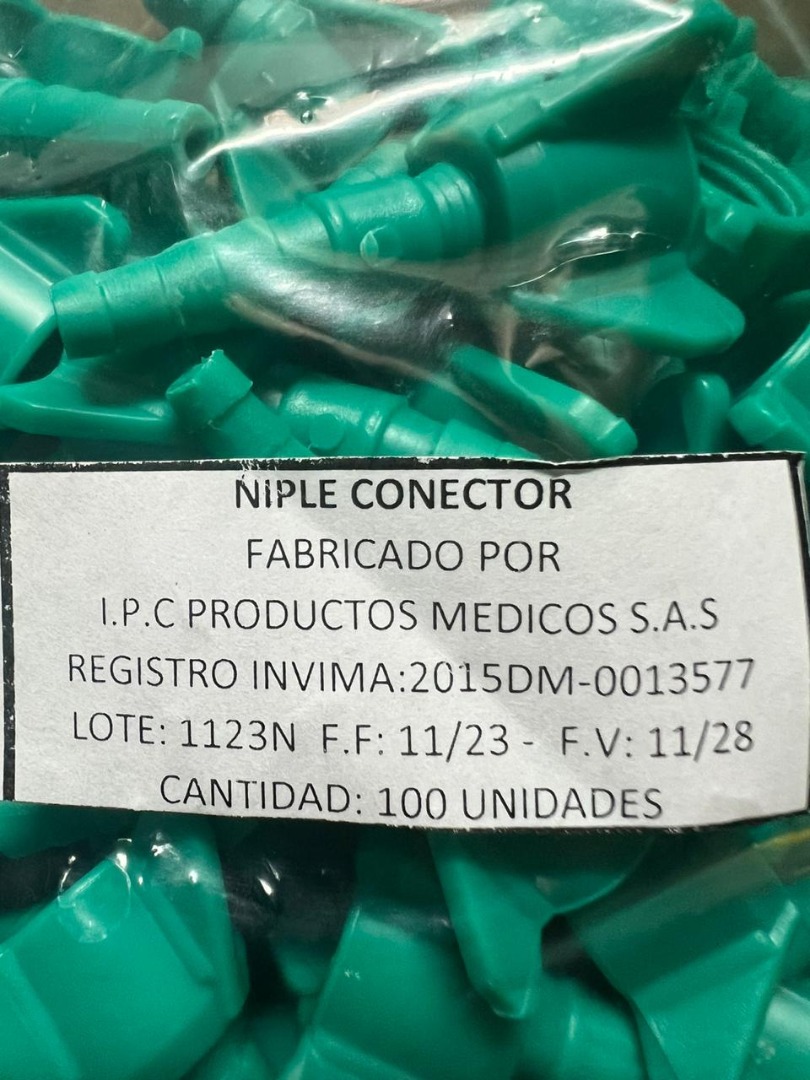 NIPLE CONECTOR
FABRICADO POR
I.P.C PRODUCTOS MEDICOS S.A.S
REGISTRO INVIMA:2015DM-0013577
LOTE: 1123N F.F: 11/23 - F.V: 11/28
CANTIDAD: 100 UNIDADES